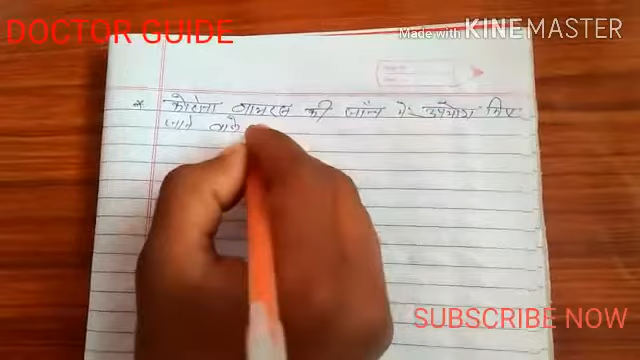 DOCTOR GUIDE
Made with KINEMASTER
* कोरोना वायरस की जाँच में उपयोग किए
जाने वाले
SUBSCRIBE NOW